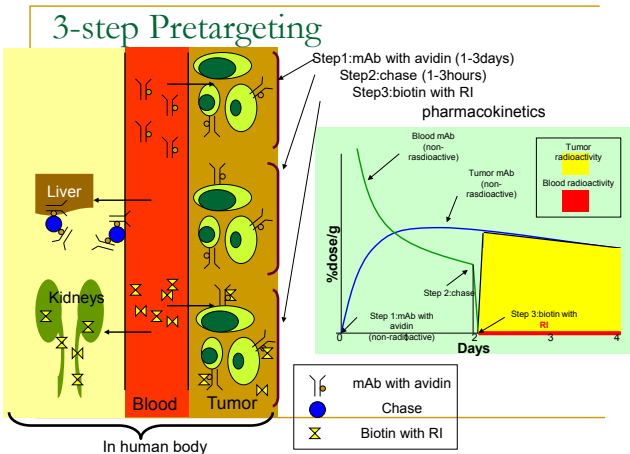 3-step Pretargeting
Step1:mAb with avidin (1-3days)
Step2:chase (1-3hours)
Step3:biotin with RI
pharmacokinetics
Liver
Kidneys
Blood
Tumor
In human body
Blood mAb
(non-
rasdioactive)
Tumor mAb
(non-
rasdioactive)
Tumor
radioactivity
Blood radioactivity
%dose/g
Step 2:chase
Step 1:mAb with
avidin
(non-radioactive)
Step 3:biotin with
RI
0
1
2
3
4
Days
mAb with avidin
Chase
Biotin with RI